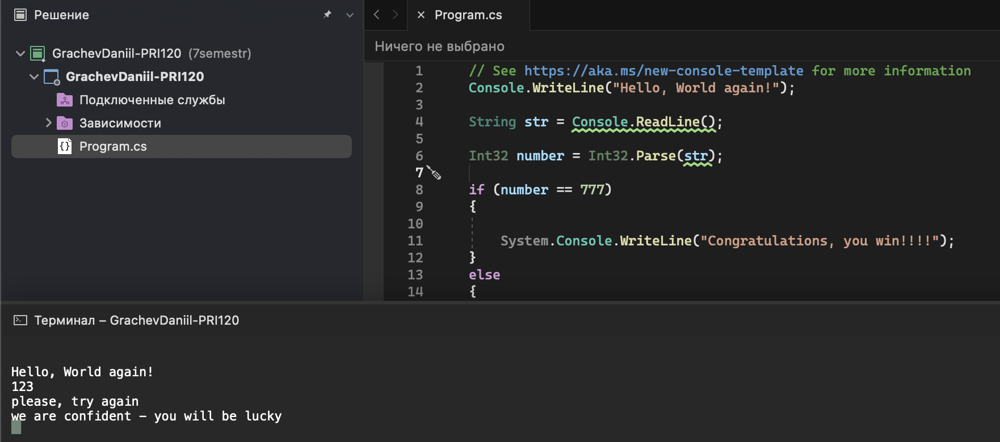 Решение
GrachevDaniil-PRI120 (7semestr)
GrachevDaniil-PRI120
Подключенные службы
Зависимости
Program.cs
Program.cs
Ничего не выбрано
1 // See https://aka.ms/new-console-template for more information
2 Console.WriteLine("Hello, World again!");
3
4 String str = Console.ReadLine();
5
6 Int32 number = Int32.Parse(str);
7
8 if (number == 777)
9 {
10
11 System.Console.WriteLine("Congratulations, you win!!!!");
12 }
13 else
14 {
Терминал – GrachevDaniil-PRI120
Hello, World again!
123
please, try again
we are confident – you will be lucky